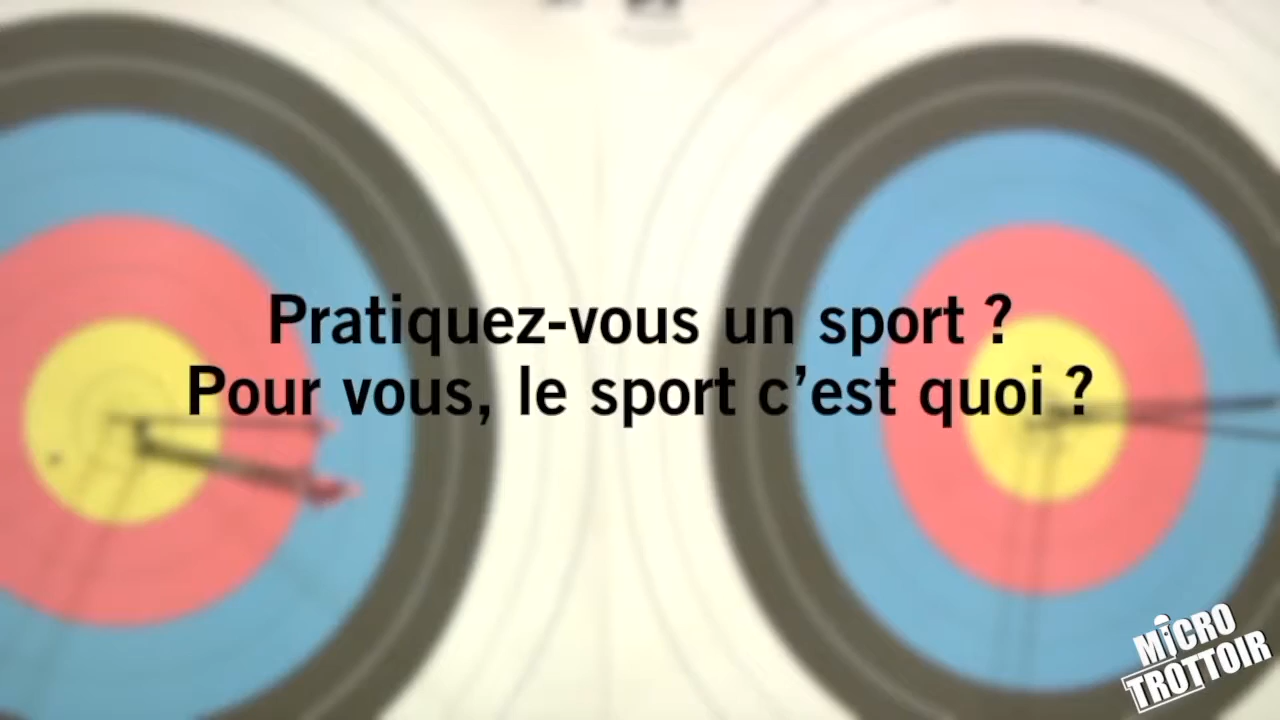 Pratiquez-vous un sport ?
Pour vous, le sport c’est quoi ?
MiCRO
TROTTOIR